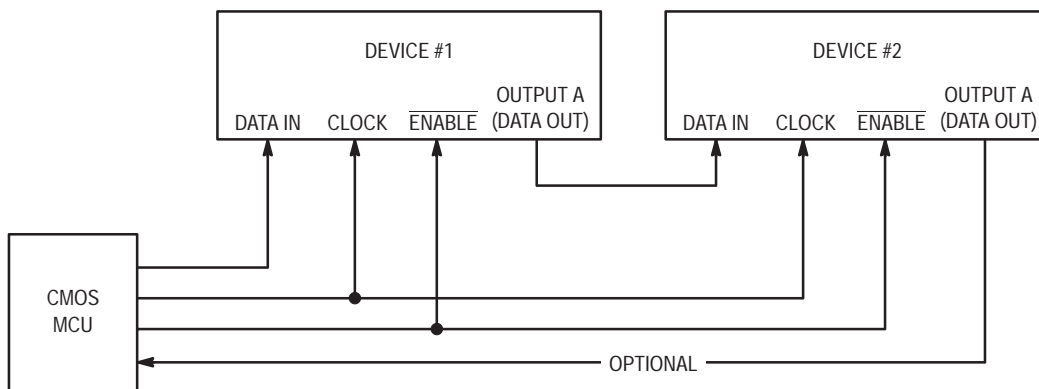 DEVICE #1
DATA IN CLOCK ENABLE OUTPUT A
(DATA OUT)
DEVICE #2
DATA IN CLOCK ENABLE OUTPUT A
(DATA OUT)
CMOS
MCU
OPTIONAL